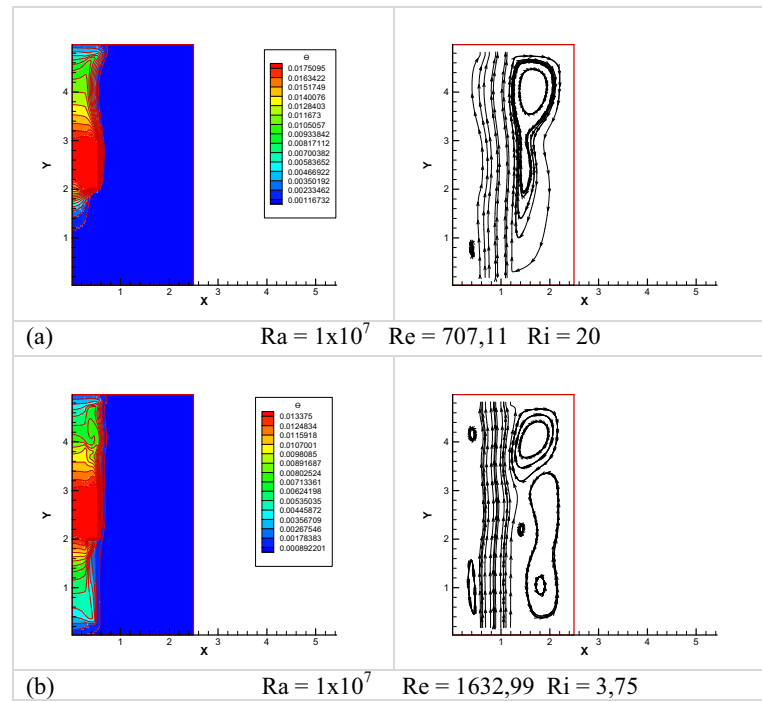 Θ
0.0175095
0.0163422
0.0151749
0.0140076
0.0128403
0.011673
0.0105057
0.00933842
0.00817112
0.00700382
0.00583652
0.00466922
0.00350192
0.00233462
0.00116732
Y
4
3
2
1
1 2 3 4 5
X
Y
4
3
2
1
1 2 3 4 5
X
(a) Ra = 1x10⁷ Re = 707,11 Ri = 20
Θ
0.013375
0.0124834
0.0115918
0.0107001
0.0098085
0.00891687
0.00802524
0.00713361
0.00624198
0.00535035
0.00445872
0.00356709
0.00267546
0.00178383
0.000892201
Y
4
3
2
1
1 2 3 4 5
X
Y
4
3
2
1
1 2 3 4 5
X
(b) Ra = 1x10⁷ Re = 1632,99 Ri = 3,75